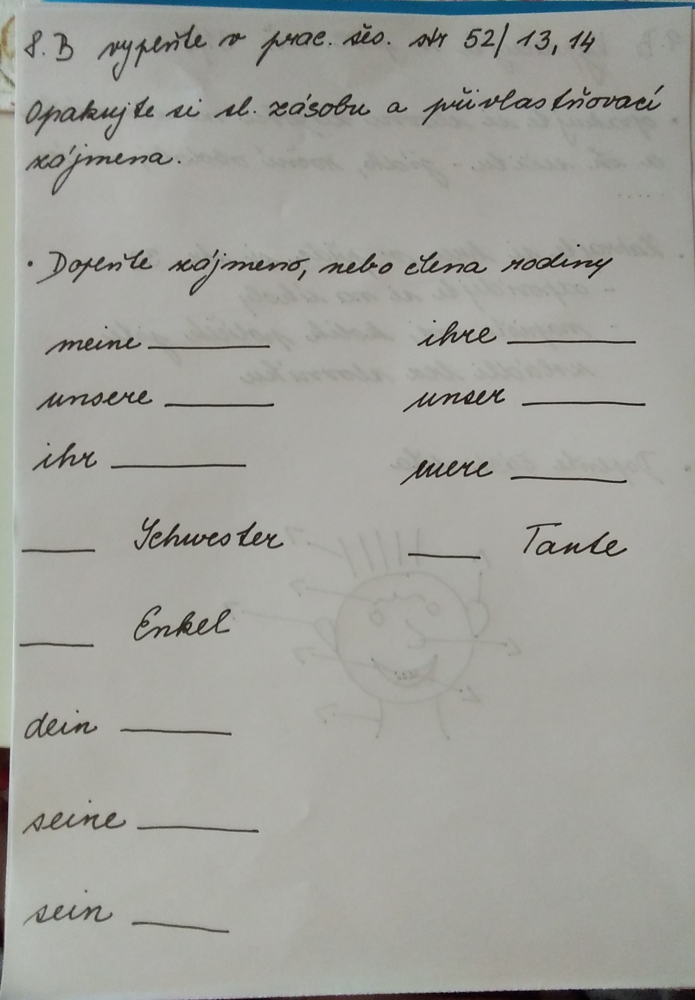 8. B vyplňte v prac. seš. str 52/ 13, 14
Opakujte si sl. zásobu a přivlastňovací
zájmena.
• Doplňte zájmeno, nebo člena rodiny
meine ________ ihre ________
unsere ________ unser ________
ihr ________ euere ________
____ Schwester ____ Tante
____ Enkel
dein ________
seine ________
sein ________